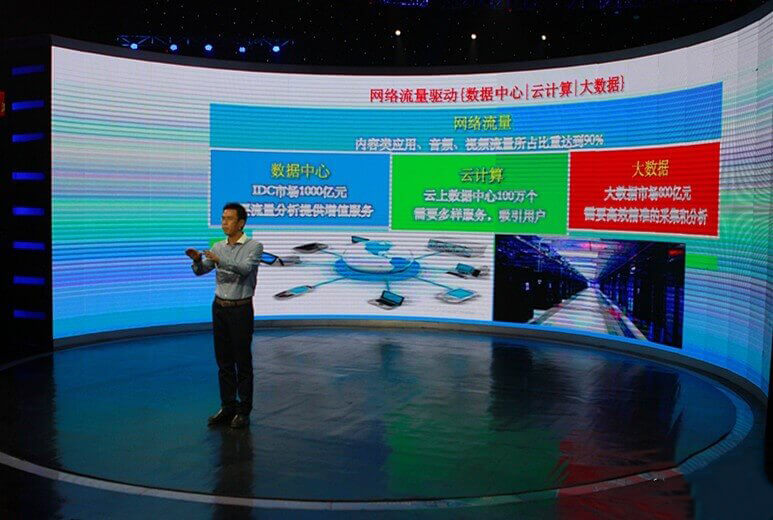 网络流量驱动{数据中心|云计算|大数据}
网络流量
内容类应用、音频、视频流量所占比重达到90%
数据中心
IDC市场1000亿元
流量分析提供增值服务
云计算
云上数据中心100万个
需要多样服务，吸引用户
大数据
大数据市场800亿元
需要高效精准的采集和分析